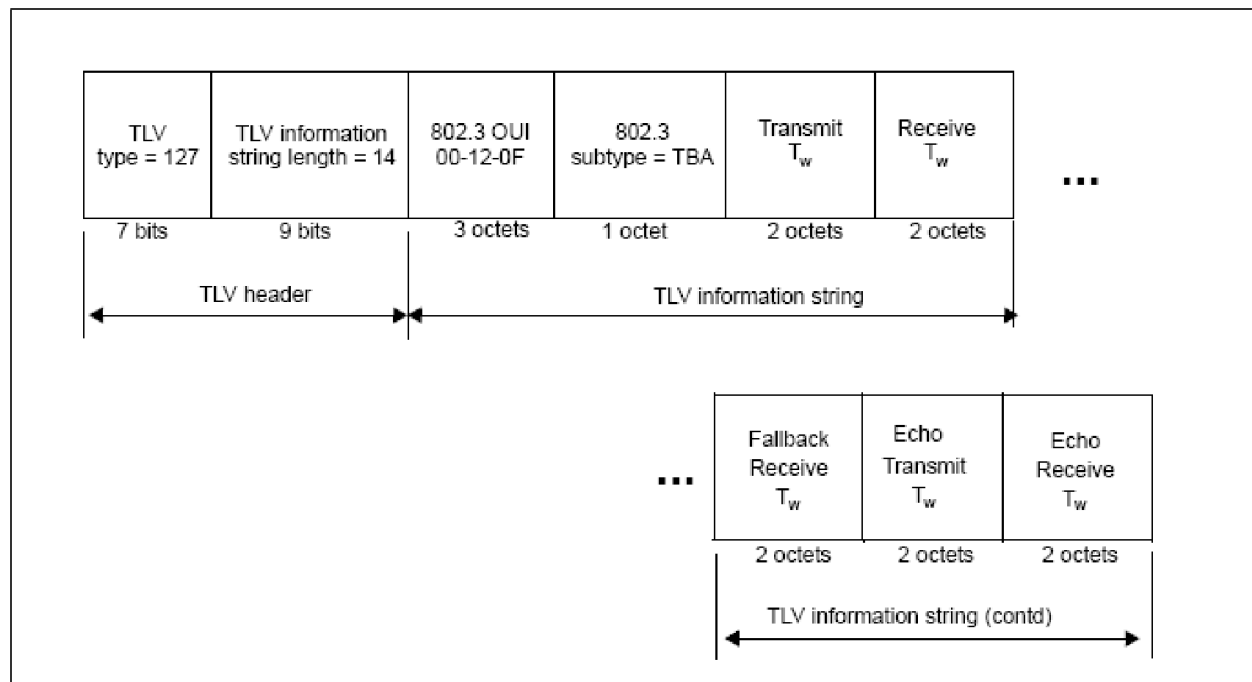 TLV
type = 127
TLV information
string length = 14
802.3 OUI
00-12-0F
802.3
subtype = TBA
Transmit
Tw
Receive
Tw
...
7 bits
9 bits
3 octets
1 octet
2 octets
2 octets
TLV header
TLV information string
...
Fallback
Receive
Tw
Echo
Transmit
Tw
Echo
Receive
Tw
2 octets
2 octets
2 octets
TLV information string (contd)